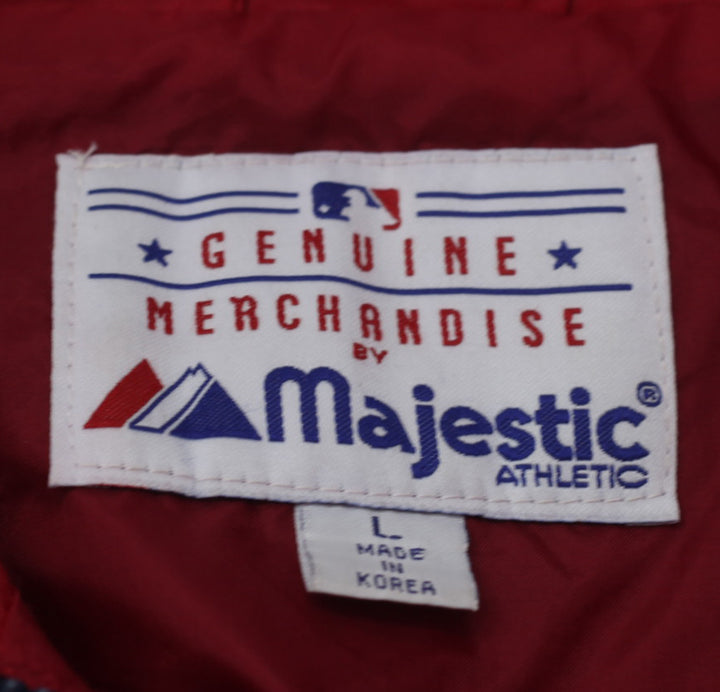 GENUINE
MERCHANDISE
BY
Majestic®
ATHLETIC
L
MADE
IN
KOREA